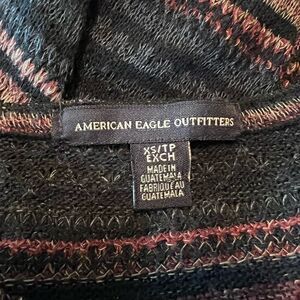 AMERICAN EAGLE OUTFITTERS
XS/TP
EXCH
MADE IN
GUATEMALA
FABRIQUÉ AU
GUATEMALA